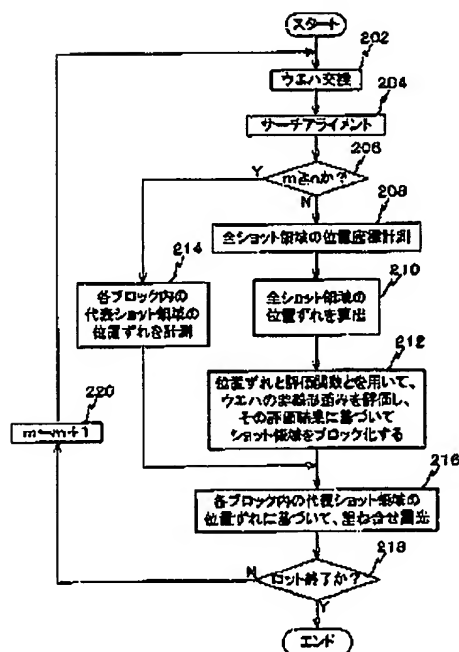 スタート
202
ウエハ交換
204
サーチアライメント
206
m≧nか?
Y
N
208
全ショット領域の位置座標計測
210
全ショット領域の
位置ずれを算出
214
各ブロック内の
代表ショット領域の
位置ずれを計測
212
位置ずれと評価関数とを用いて、
ウエハの非線形歪みを評価し、
その評価結果に基づいて
ショット領域をブロック化する
220
m←m+1
216
各ブロック内の代表ショット領域の
位置ずれに基づいて、重ね合せ露光
218
ロット終了か?
N
Y
エンド